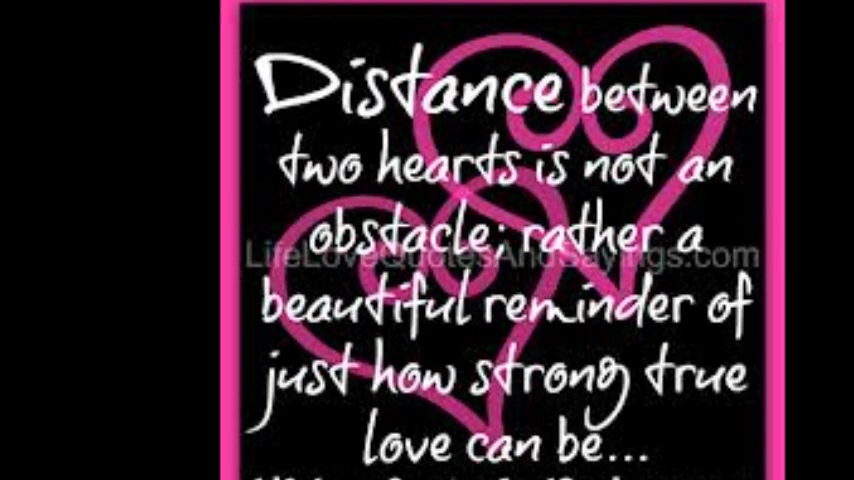 Distance between
two hearts is not an
obstacle; rather a
LifeLoveQuotesAndSayings.com
beautiful reminder of
just how strong true
love can be...